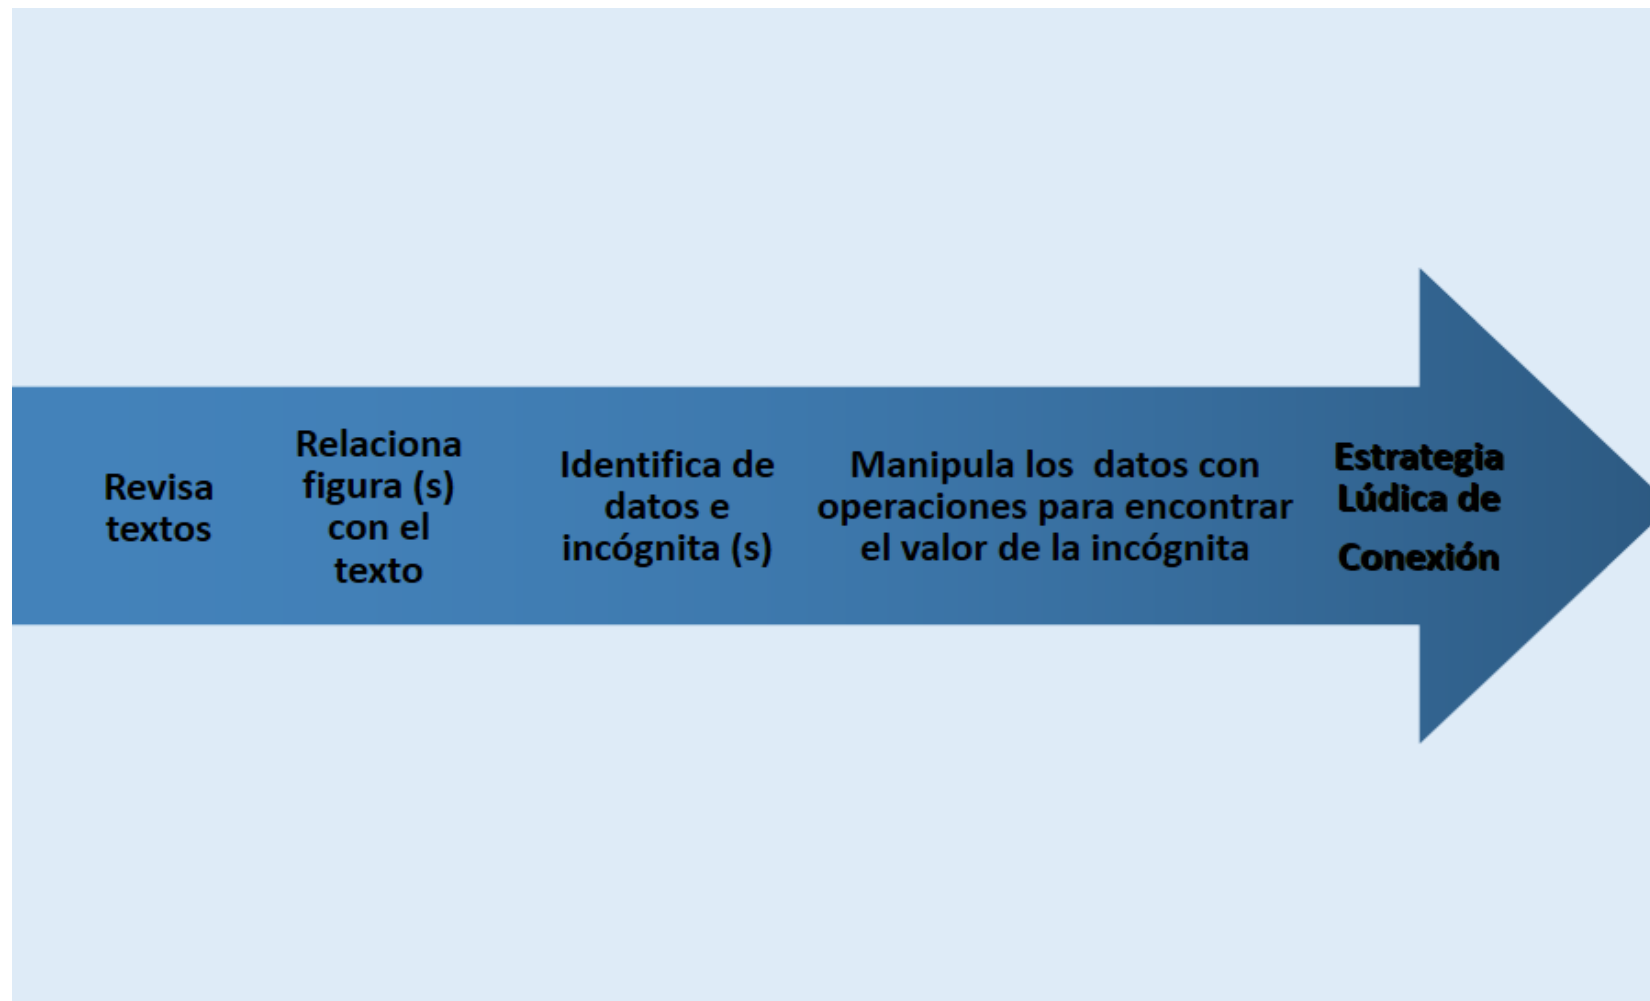 Revisa
textos
Relaciona
figura (s)
con el
texto
Identifica de
datos e
incógnita (s)
Manipula los  datos con
operaciones para encontrar
el valor de la incógnita
Estrategia
Lúdica de
Conexión